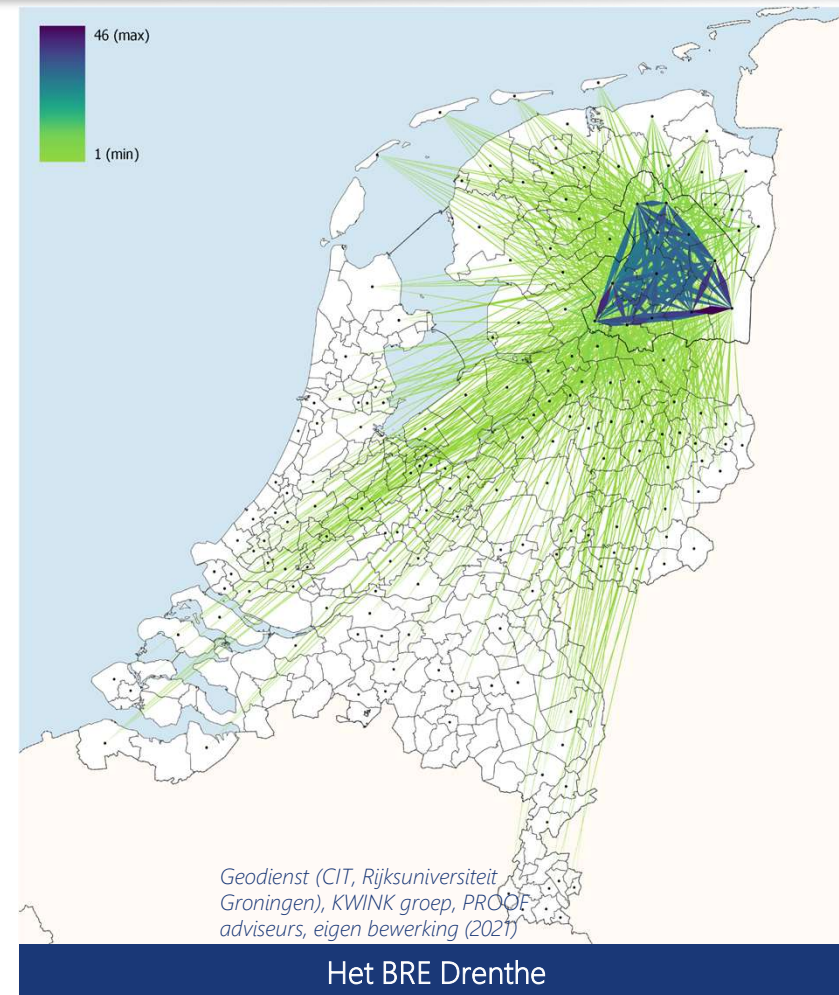 46 (max)
1 (min)
Geodienst (CIT, Rijksuniversiteit
Groningen), KWINK groep, PROOF
adviseurs, eigen bewerking (2021)
Het BRE Drenthe